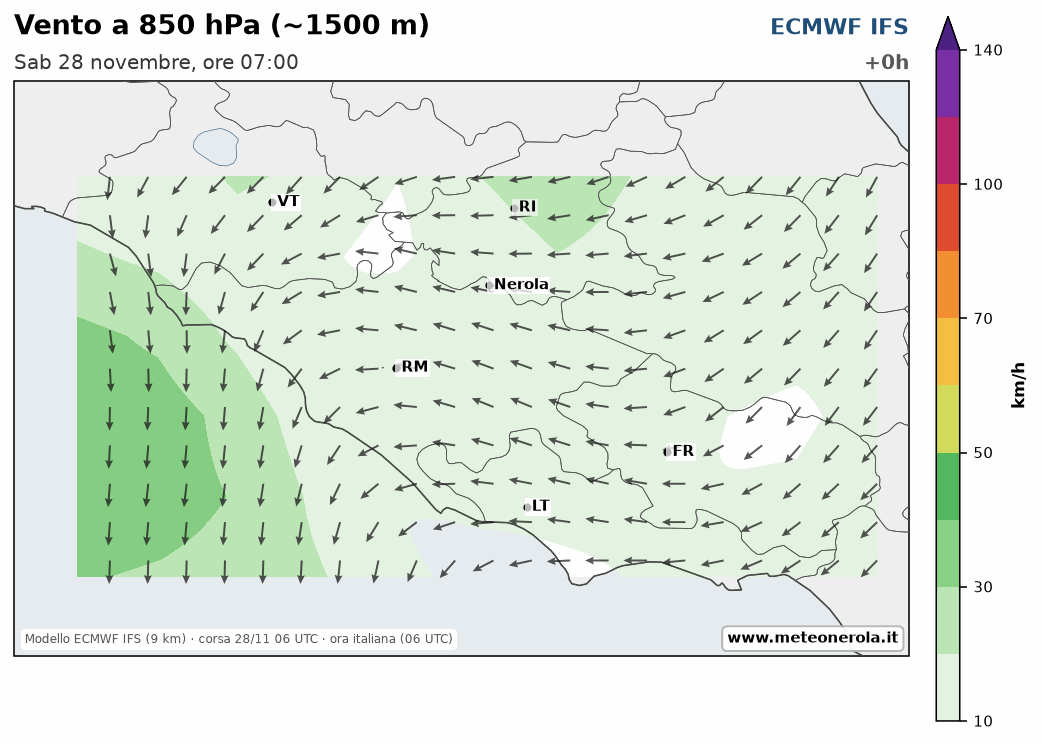 Vento a 850 hPa (~1500 m)
ECMWF IFS
Sab 28 novembre, ore 07:00
+0h
140
100
70
50
30
10
km/h
VT
RI
Nerola
RM
FR
LT
Modello ECMWF IFS (9 km) · corsa 28/11 06 UTC · ora italiana (06 UTC)
www.meteonerola.it